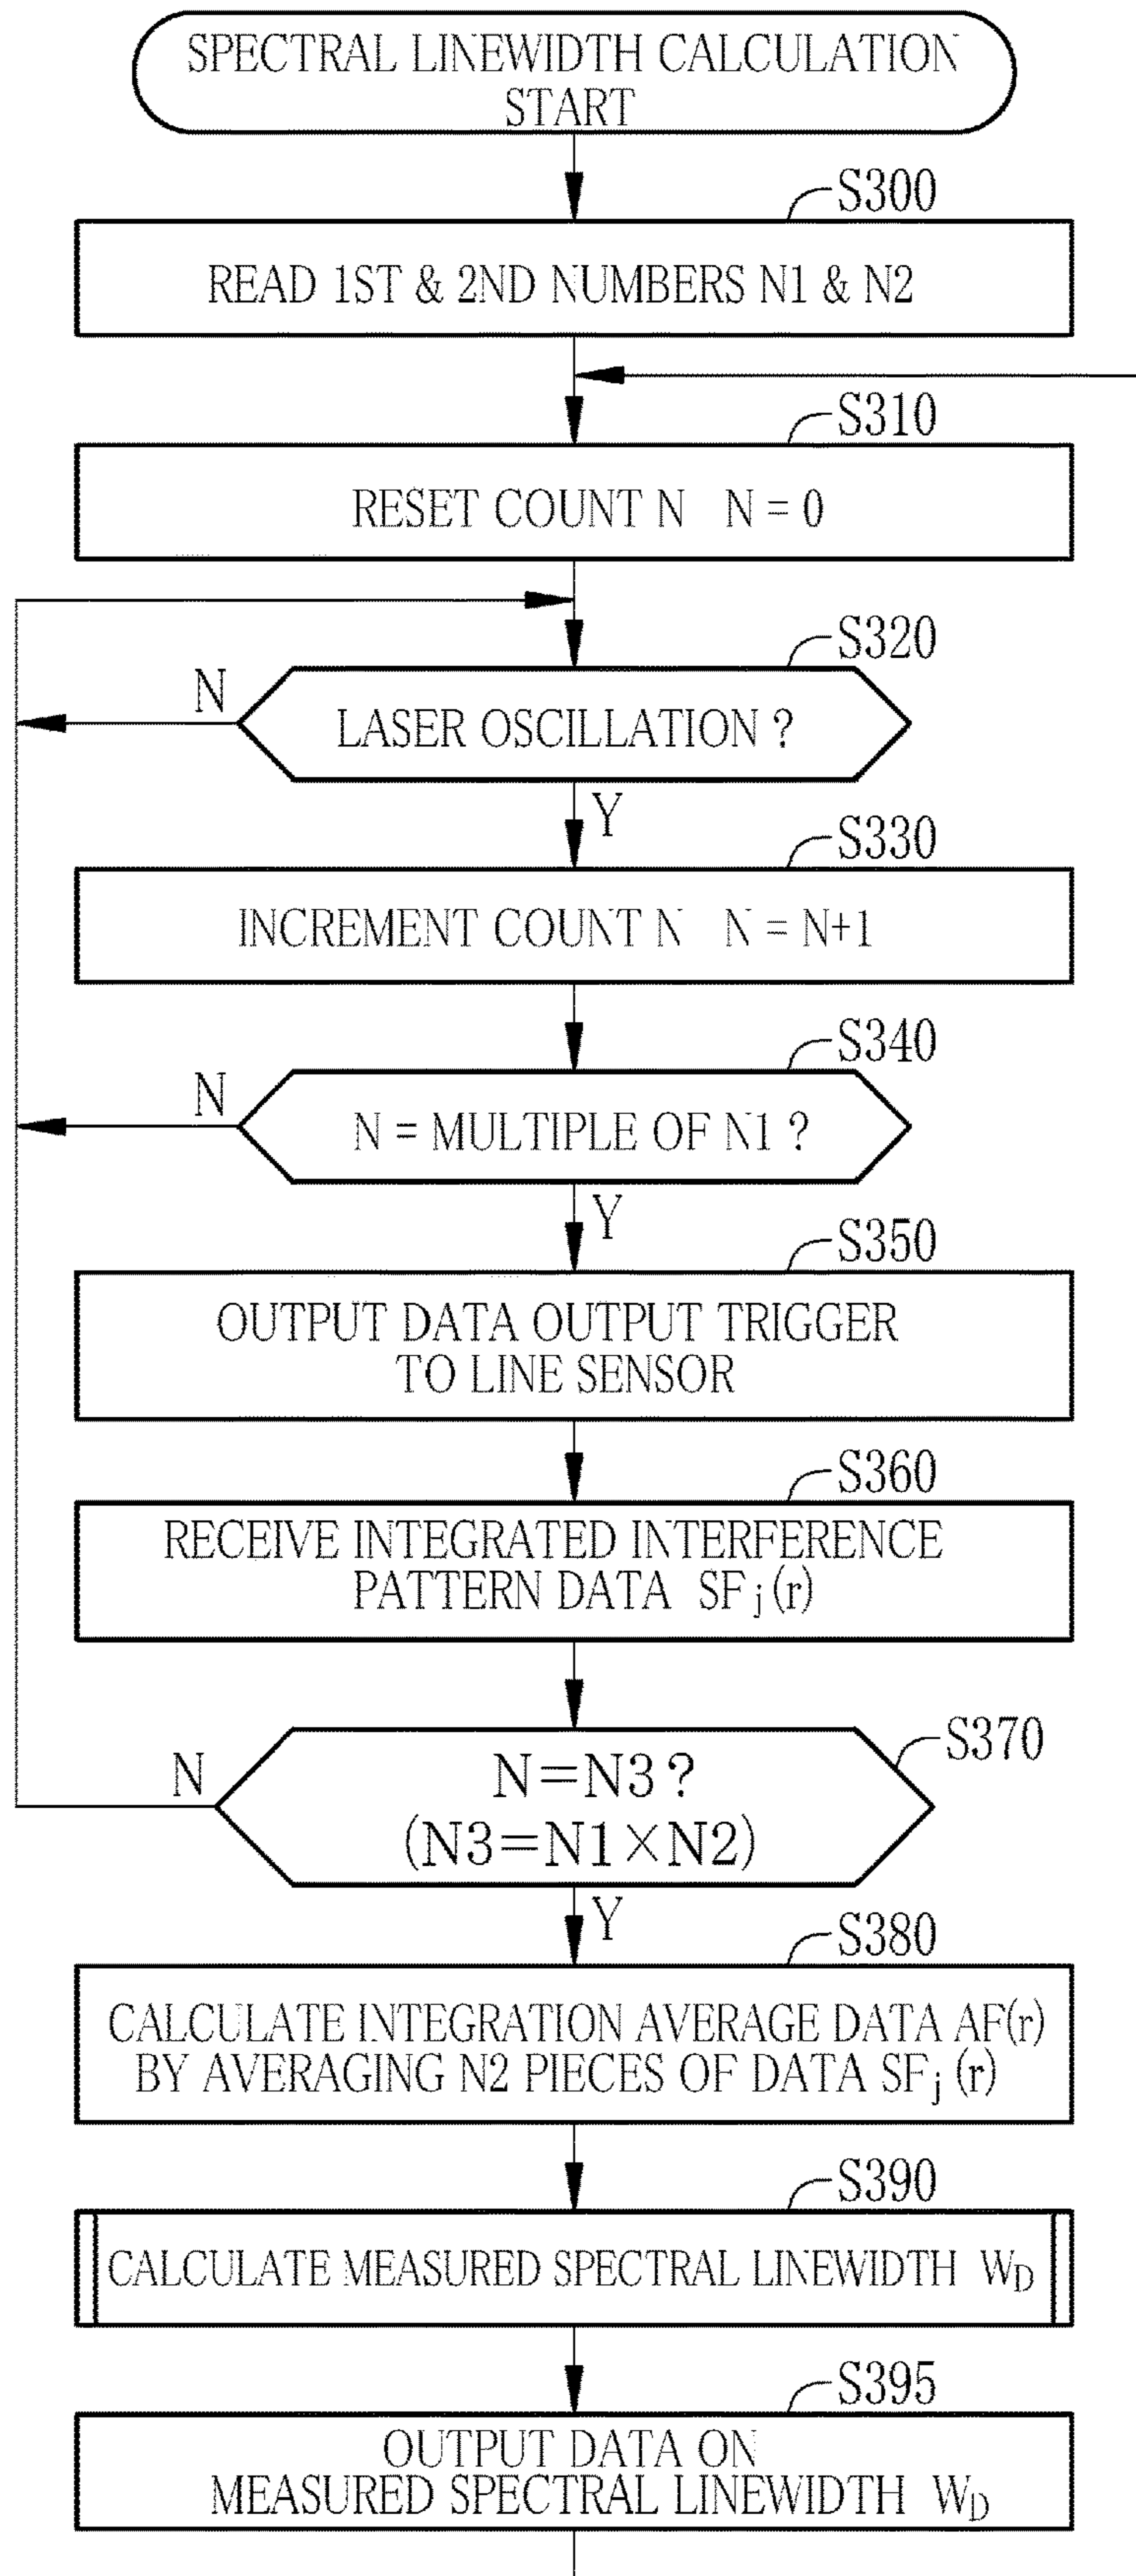 SPECTRAL LINEWIDTH CALCULATION
START
S300
READ 1ST & 2ND NUMBERS N1 & N2
S310
RESET COUNT N N = 0
S320
N
LASER OSCILLATION ?
Y
S330
INCREMENT COUNT N N = N+1
S340
N
N = MULTIPLE OF N1 ?
Y
S350
OUTPUT DATA OUTPUT TRIGGER
TO LINE SENSOR
S360
RECEIVE INTEGRATED INTERFERENCE
PATTERN DATA SFj(r)
S370
N
N=N3?
(N3=N1×N2)
Y
S380
CALCULATE INTEGRATION AVERAGE DATA AF(r)
BY AVERAGING N2 PIECES OF DATA SFj(r)
S390
CALCULATE MEASURED SPECTRAL LINEWIDTH WD
S395
OUTPUT DATA ON
MEASURED SPECTRAL LINEWIDTH WD